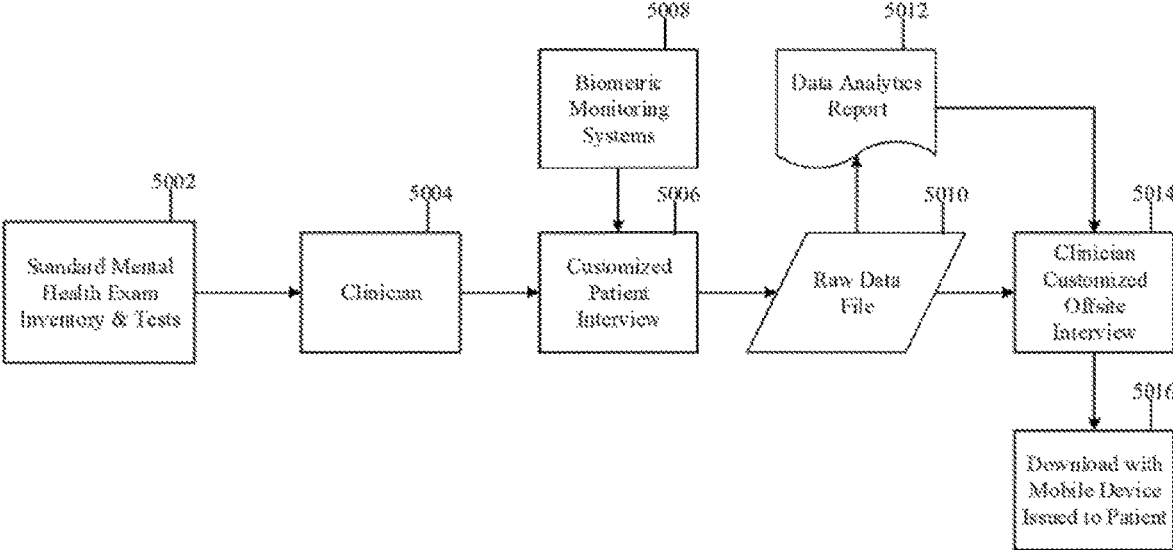 5008
5012
Biometric
Monitoring
Systems
Data Analytics
Report
5002
5004
5006
5010
5014
Standard Mental
Health Exam
Inventory & Tests
Clinician
Customized
Patient
Interview
Raw Data
File
Clinician
Customized
Offsite
Interview
5016
Download with
Mobile Device
Issued to Patient